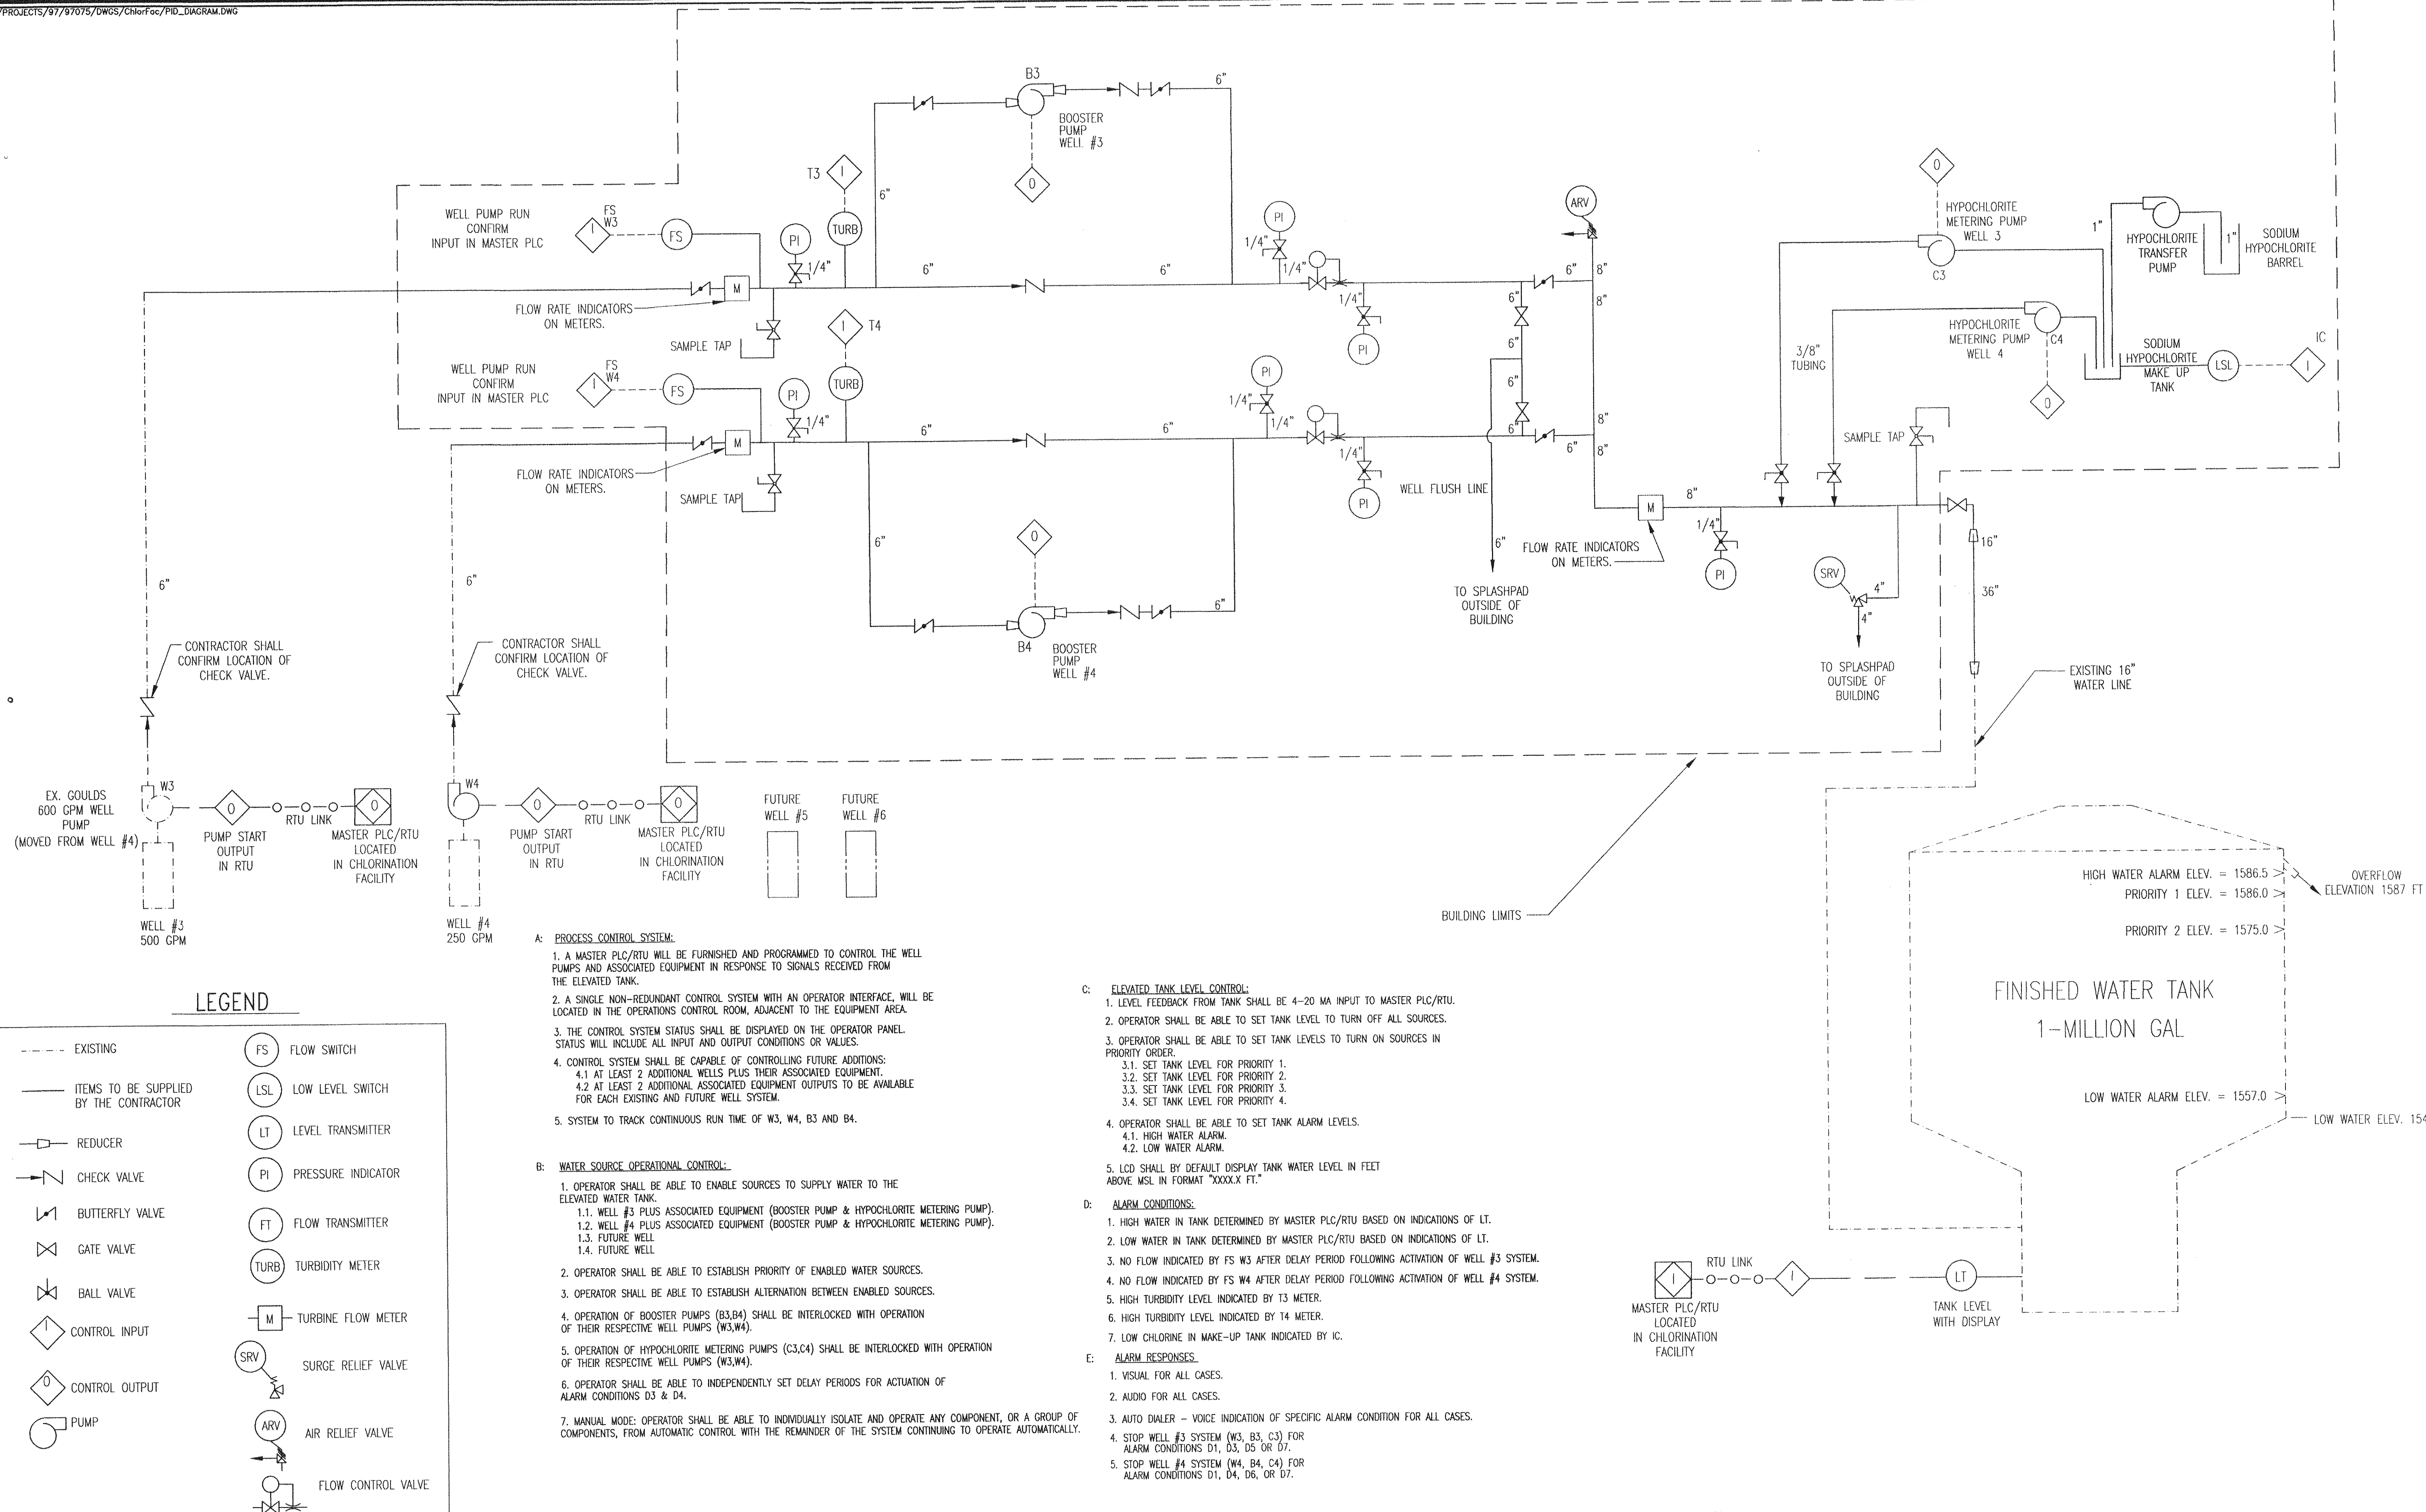 /PROJECTS/97/97075/DWGS/ChlorFac/PID_DIAGRAM.DWG
B3
BOOSTER
PUMP
WELL #3
O
6"
6"
T3
I
TURB
WELL PUMP RUN
CONFIRM
INPUT IN MASTER PLC
FS
W3
I
FS
PI
1/4"
M
FLOW RATE INDICATORS
ON METERS.
SAMPLE TAP
6"
6"
PI
1/4"
1/4"
1/4"
PI
ARV
6"
8"
8"
6"
6"
6"
6"
8"
8"
6"
T4
I
TURB
WELL PUMP RUN
CONFIRM
INPUT IN MASTER PLC
FS
W4
I
FS
PI
1/4"
M
FLOW RATE INDICATORS
ON METERS.
SAMPLE TAP
6"
6"
PI
1/4"
1/4"
1/4"
PI
WELL FLUSH LINE
6"
TO SPLASHPAD
OUTSIDE OF
BUILDING
O
6"
6"
B4
BOOSTER
PUMP
WELL #4
O
HYPOCHLORITE
METERING PUMP
WELL 3
C3
1"
HYPOCHLORITE
TRANSFER
PUMP
1"
SODIUM
HYPOCHLORITE
BARREL
HYPOCHLORITE
METERING PUMP
WELL 4
C4
O
3/8"
TUBING
SODIUM
HYPOCHLORITE
MAKE UP
TANK
LSL
IC
I
SAMPLE TAP
M
8"
FLOW RATE INDICATORS
ON METERS.
1/4"
PI
SRV
4"
4"
TO SPLASHPAD
OUTSIDE OF
BUILDING
16"
36"
EXISTING 16"
WATER LINE
6"
CONTRACTOR SHALL
CONFIRM LOCATION OF
CHECK VALVE.
6"
CONTRACTOR SHALL
CONFIRM LOCATION OF
CHECK VALVE.
EX. GOULDS
600 GPM WELL
PUMP
(MOVED FROM WELL #4)
W3
O
PUMP START
OUTPUT
IN RTU
RTU LINK
O
MASTER PLC/RTU
LOCATED
IN CHLORINATION
FACILITY
WELL #3
500 GPM
W4
O
PUMP START
OUTPUT
IN RTU
RTU LINK
O
MASTER PLC/RTU
LOCATED
IN CHLORINATION
FACILITY
WELL #4
250 GPM
FUTURE
WELL #5
FUTURE
WELL #6
BUILDING LIMITS
HIGH WATER ALARM ELEV. = 1586.5
PRIORITY 1 ELEV. = 1586.0
PRIORITY 2 ELEV. = 1575.0
OVERFLOW
ELEVATION 1587 FT
FINISHED WATER TANK
1-MILLION GAL
LOW WATER ALARM ELEV. = 1557.0
LOW WATER ELEV. 154
RTU LINK
I
I
LT
MASTER PLC/RTU
LOCATED
IN CHLORINATION
FACILITY
TANK LEVEL
WITH DISPLAY
LEGEND
EXISTING
ITEMS TO BE SUPPLIED
BY THE CONTRACTOR
REDUCER
CHECK VALVE
BUTTERFLY VALVE
GATE VALVE
BALL VALVE
I CONTROL INPUT
O CONTROL OUTPUT
PUMP
FS FLOW SWITCH
LSL LOW LEVEL SWITCH
LT LEVEL TRANSMITTER
PI PRESSURE INDICATOR
FT FLOW TRANSMITTER
TURB TURBIDITY METER
M TURBINE FLOW METER
SRV SURGE RELIEF VALVE
ARV AIR RELIEF VALVE
FLOW CONTROL VALVE
A: PROCESS CONTROL SYSTEM:
1. A MASTER PLC/RTU WILL BE FURNISHED AND PROGRAMMED TO CONTROL THE WELL
PUMPS AND ASSOCIATED EQUIPMENT IN RESPONSE TO SIGNALS RECEIVED FROM
THE ELEVATED TANK.
2. A SINGLE NON-REDUNDANT CONTROL SYSTEM WITH AN OPERATOR INTERFACE, WILL BE
LOCATED IN THE OPERATIONS CONTROL ROOM, ADJACENT TO THE EQUIPMENT AREA.
3. THE CONTROL SYSTEM STATUS SHALL BE DISPLAYED ON THE OPERATOR PANEL.
STATUS WILL INCLUDE ALL INPUT AND OUTPUT CONDITIONS OR VALUES.
4. CONTROL SYSTEM SHALL BE CAPABLE OF CONTROLLING FUTURE ADDITIONS:
4.1 AT LEAST 2 ADDITIONAL WELLS PLUS THEIR ASSOCIATED EQUIPMENT.
4.2 AT LEAST 2 ADDITIONAL ASSOCIATED EQUIPMENT OUTPUTS TO BE AVAILABLE
FOR EACH EXISTING AND FUTURE WELL SYSTEM.
5. SYSTEM TO TRACK CONTINUOUS RUN TIME OF W3, W4, B3 AND B4.
B: WATER SOURCE OPERATIONAL CONTROL:
1. OPERATOR SHALL BE ABLE TO ENABLE SOURCES TO SUPPLY WATER TO THE
ELEVATED WATER TANK.
1.1. WELL #3 PLUS ASSOCIATED EQUIPMENT (BOOSTER PUMP & HYPOCHLORITE METERING PUMP).
1.2. WELL #4 PLUS ASSOCIATED EQUIPMENT (BOOSTER PUMP & HYPOCHLORITE METERING PUMP).
1.3. FUTURE WELL
1.4. FUTURE WELL
2. OPERATOR SHALL BE ABLE TO ESTABLISH PRIORITY OF ENABLED WATER SOURCES.
3. OPERATOR SHALL BE ABLE TO ESTABLISH ALTERNATION BETWEEN ENABLED SOURCES.
4. OPERATION OF BOOSTER PUMPS (B3,B4) SHALL BE INTERLOCKED WITH OPERATION
OF THEIR RESPECTIVE WELL PUMPS (W3,W4).
5. OPERATION OF HYPOCHLORITE METERING PUMPS (C3,C4) SHALL BE INTERLOCKED WITH OPERATION
OF THEIR RESPECTIVE WELL PUMPS (W3,W4).
6. OPERATOR SHALL BE ABLE TO INDEPENDENTLY SET DELAY PERIODS FOR ACTUATION OF
ALARM CONDITIONS D3 & D4.
7. MANUAL MODE: OPERATOR SHALL BE ABLE TO INDIVIDUALLY ISOLATE AND OPERATE ANY COMPONENT, OR A GROUP OF
COMPONENTS, FROM AUTOMATIC CONTROL WITH THE REMAINDER OF THE SYSTEM CONTINUING TO OPERATE AUTOMATICALLY.
C: ELEVATED TANK LEVEL CONTROL:
1. LEVEL FEEDBACK FROM TANK SHALL BE 4-20 MA INPUT TO MASTER PLC/RTU.
2. OPERATOR SHALL BE ABLE TO SET TANK LEVEL TO TURN OFF ALL SOURCES.
3. OPERATOR SHALL BE ABLE TO SET TANK LEVELS TO TURN ON SOURCES IN
PRIORITY ORDER.
3.1. SET TANK LEVEL FOR PRIORITY 1.
3.2. SET TANK LEVEL FOR PRIORITY 2.
3.3. SET TANK LEVEL FOR PRIORITY 3.
3.4. SET TANK LEVEL FOR PRIORITY 4.
4. OPERATOR SHALL BE ABLE TO SET TANK ALARM LEVELS.
4.1. HIGH WATER ALARM.
4.2. LOW WATER ALARM.
5. LCD SHALL BY DEFAULT DISPLAY TANK WATER LEVEL IN FEET
ABOVE MSL IN FORMAT "XXXX.X FT."
D: ALARM CONDITIONS:
1. HIGH WATER IN TANK DETERMINED BY MASTER PLC/RTU BASED ON INDICATIONS OF LT.
2. LOW WATER IN TANK DETERMINED BY MASTER PLC/RTU BASED ON INDICATIONS OF LT.
3. NO FLOW INDICATED BY FS W3 AFTER DELAY PERIOD FOLLOWING ACTIVATION OF WELL #3 SYSTEM.
4. NO FLOW INDICATED BY FS W4 AFTER DELAY PERIOD FOLLOWING ACTIVATION OF WELL #4 SYSTEM.
5. HIGH TURBIDITY LEVEL INDICATED BY T3 METER.
6. HIGH TURBIDITY LEVEL INDICATED BY T4 METER.
7. LOW CHLORINE IN MAKE-UP TANK INDICATED BY IC.
E: ALARM RESPONSES
1. VISUAL FOR ALL CASES.
2. AUDIO FOR ALL CASES.
3. AUTO DIALER - VOICE INDICATION OF SPECIFIC ALARM CONDITION FOR ALL CASES.
4. STOP WELL #3 SYSTEM (W3, B3, C3) FOR
ALARM CONDITIONS D1, D3, D5 OR D7.
5. STOP WELL #4 SYSTEM (W4, B4, C4) FOR
ALARM CONDITIONS D1, D4, D6, OR D7.